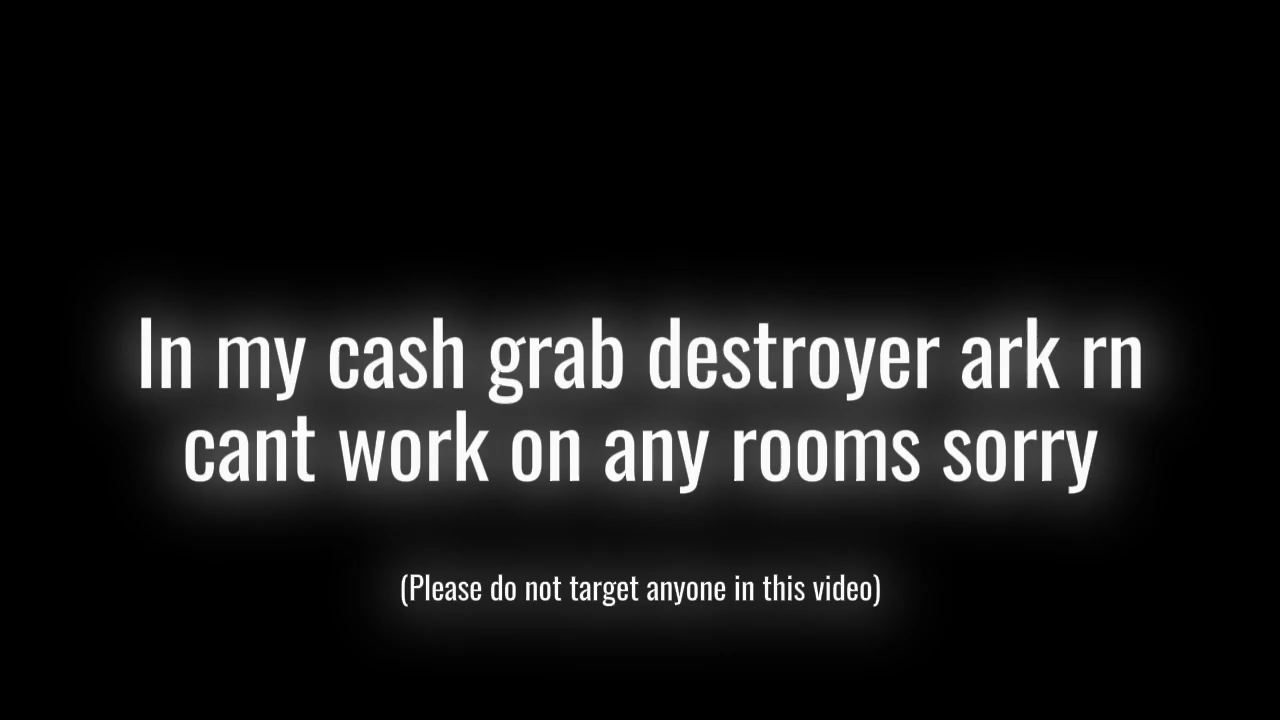 In my cash grab destroyer ark rn
cant work on any rooms sorry
(Please do not target anyone in this video)